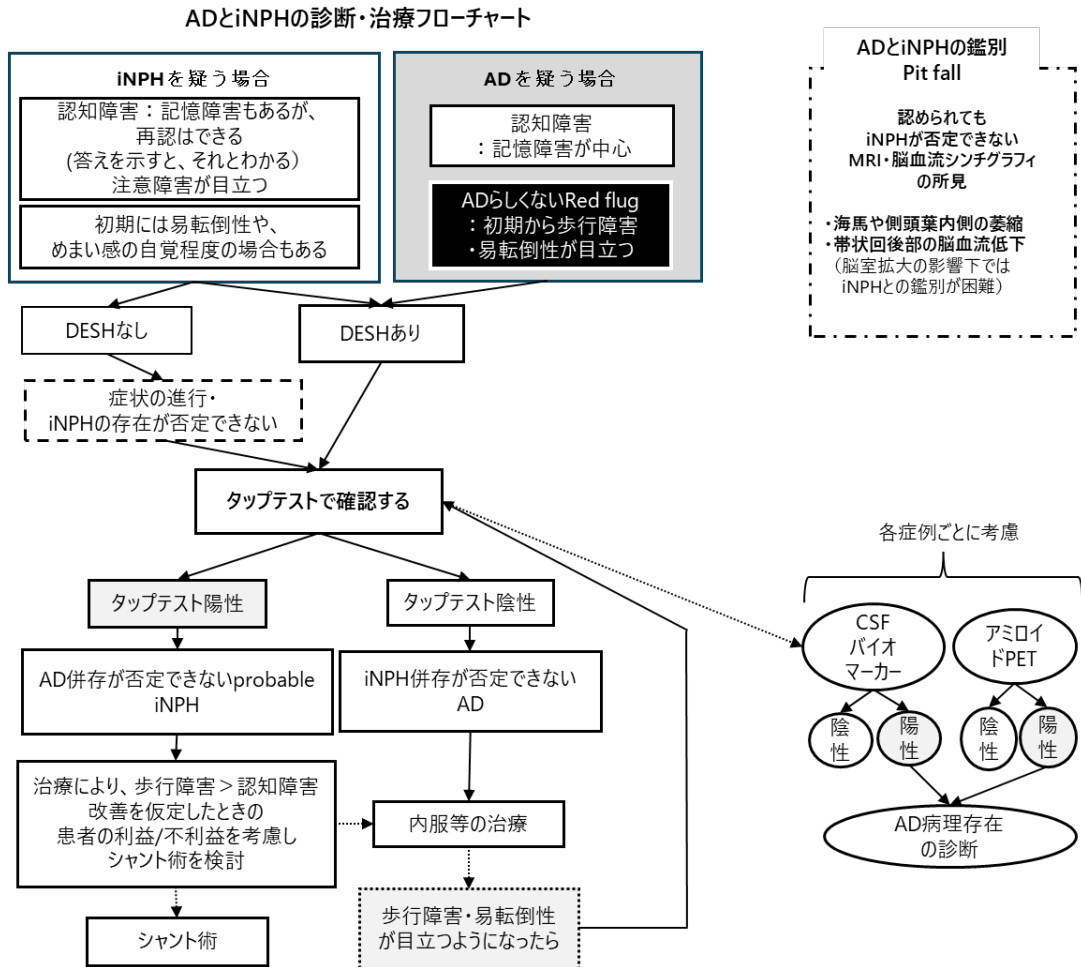 ADとiNPHの診断・治療フローチャート
iNPHを疑う場合
認知障害：記憶障害もあるが、
再認はできる
(答えを示すと、それとわかる）
注意障害が目立つ
初期には易転倒性や、
めまい感の自覚程度の場合もある
ADを疑う場合
認知障害
：記憶障害が中心
ADらしくないRed flug
：初期から歩行障害
・易転倒性が目立つ
ADとiNPHの鑑別
Pit fall
認められても
iNPHが否定できない
MRI・脳血流シンチグラフィ
の所見
・海馬や側頭葉内側の萎縮
・帯状回後部の脳血流低下
（脳室拡大の影響下では
iNPHとの鑑別が困難）
DESHなし
DESHあり
症状の進行・
iNPHの存在が否定できない
タップテストで確認する
タップテスト陽性
タップテスト陰性
AD併存が否定できないprobable
iNPH
iNPH併存が否定できない
AD
治療により、歩行障害＞認知障害
改善を仮定したときの
患者の利益/不利益を考慮し
シャント術を検討
内服等の治療
シャント術
歩行障害・易転倒性
が目立つようになったら
各症例ごとに考慮
CSF
バイオ
マーカー
アミロイ
ドPET
陰
性
陽
性
陰
性
陽
性
AD病理存在
の診断